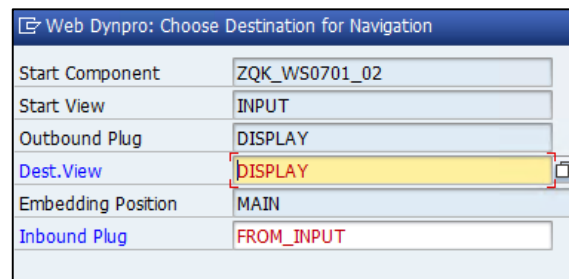 Web Dynpro: Choose Destination for Navigation
Start Component ZQK_WS0701_02
Start View INPUT
Outbound Plug DISPLAY
Dest.View DISPLAY
Embedding Position MAIN
Inbound Plug FROM_INPUT